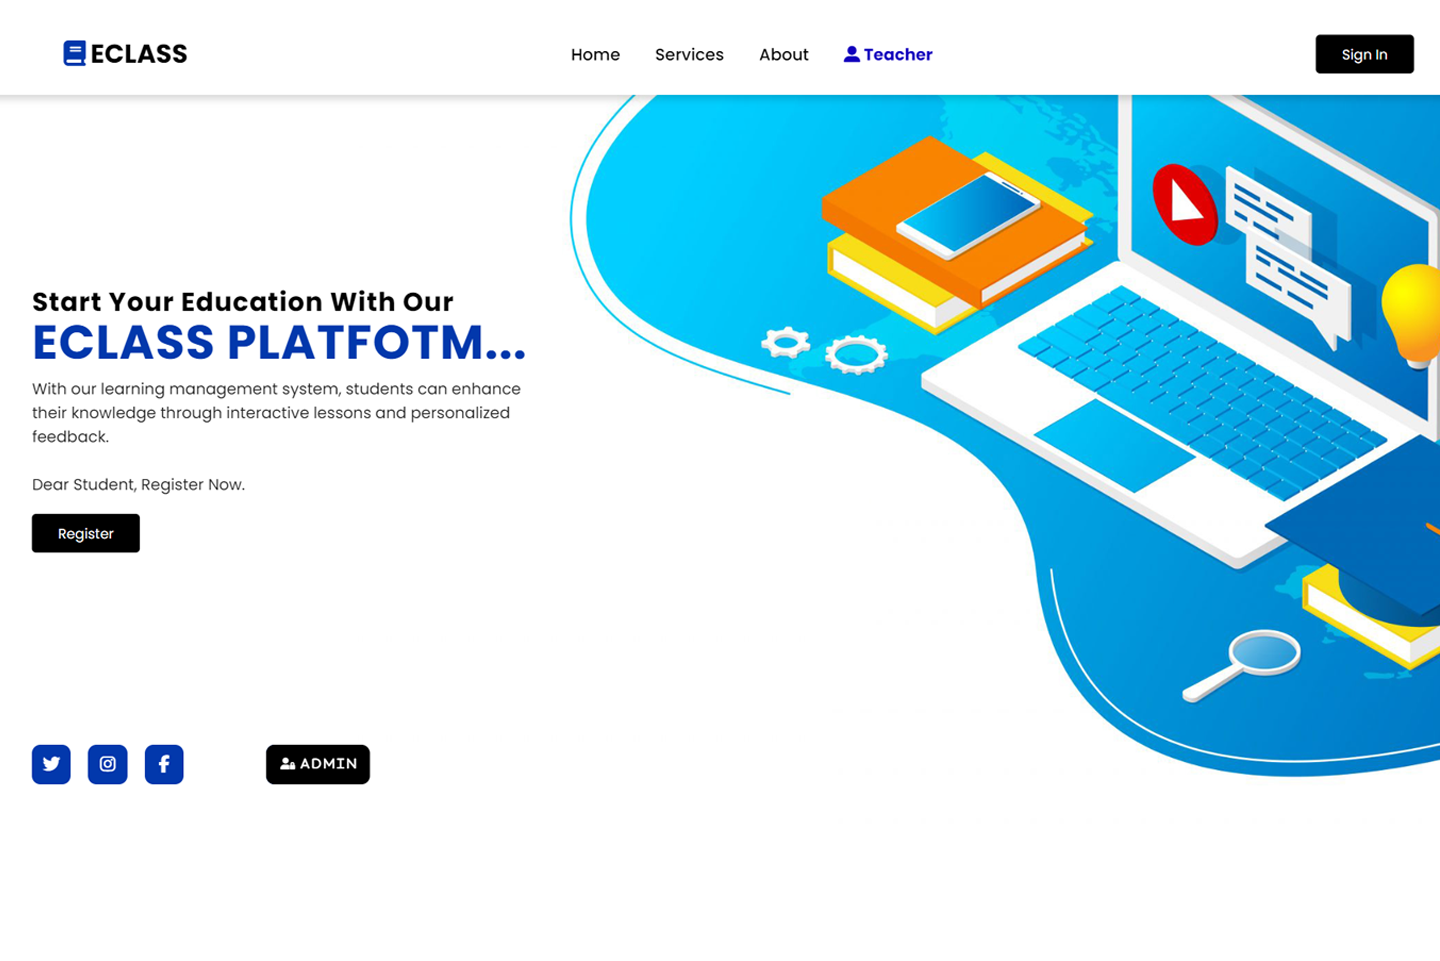 ECLASS
Home Services About Teacher
Sign In
Start Your Education With Our
ECLASS PLATFOTM...
With our learning management system, students can enhance
their knowledge through interactive lessons and personalized
feedback.
Dear Student, Register Now.
Register
ADMIN